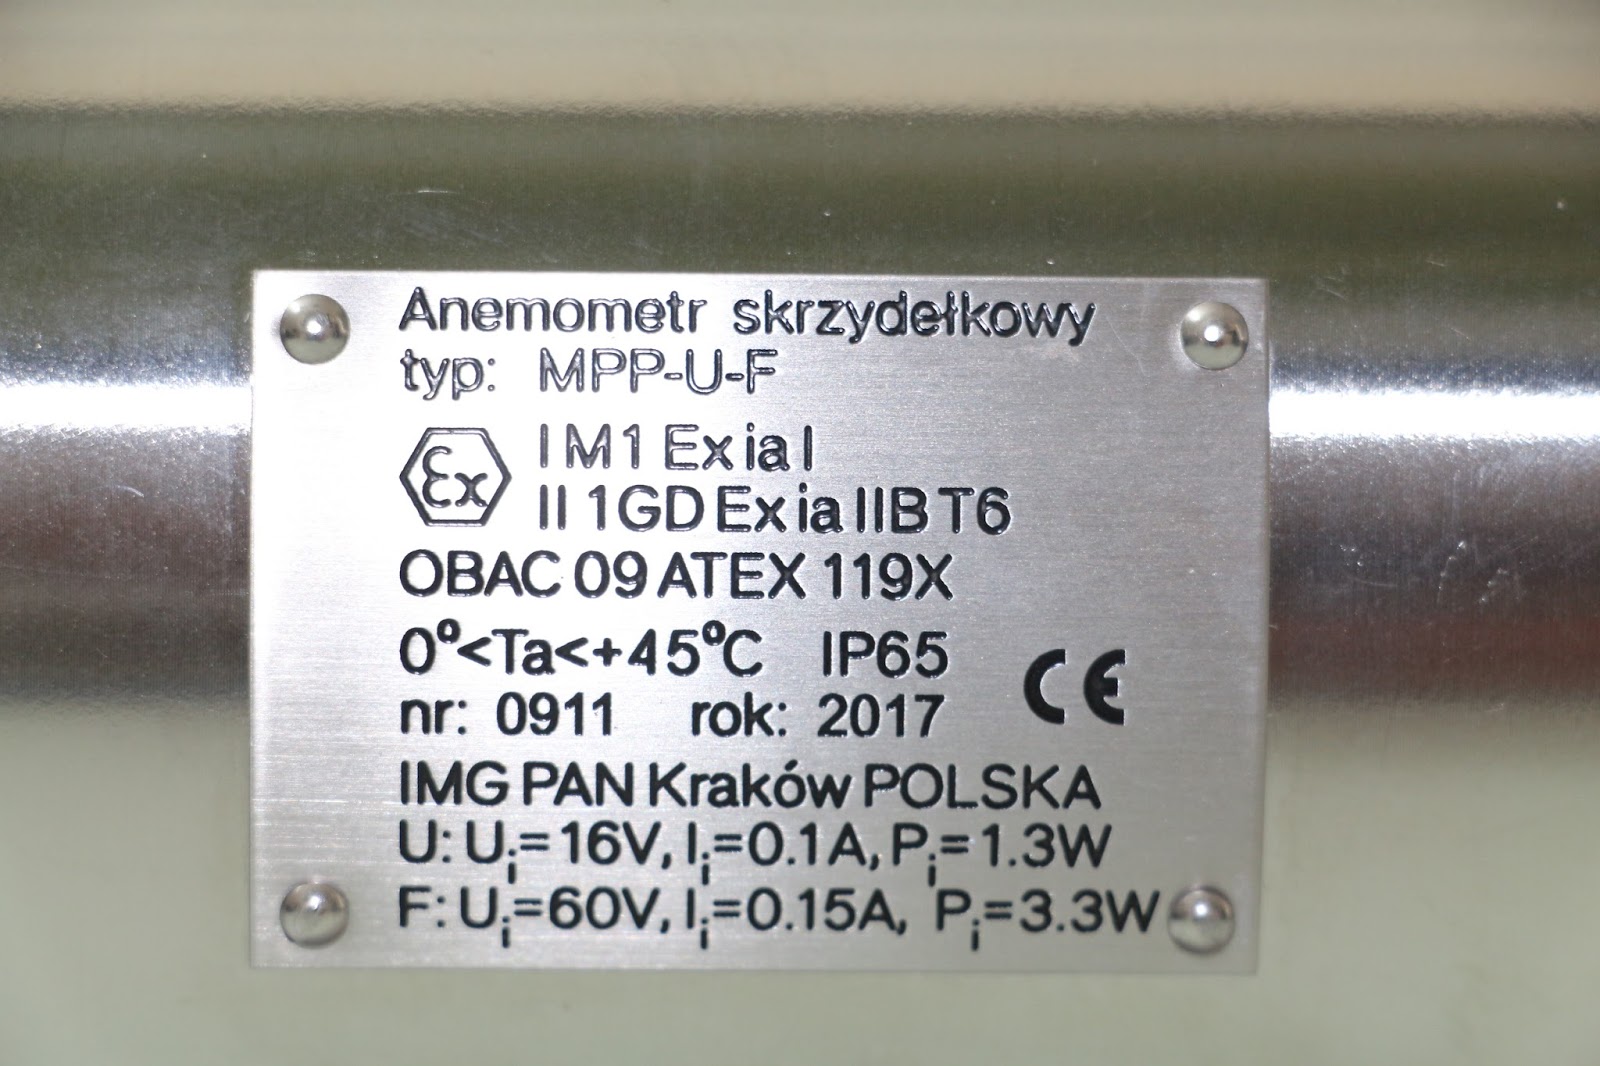 Anemometr skrzydełkowy
typ: MPP-U-F
Ex I M1 Ex ia I
II 1GD Ex ia IIB T6
OBAC 09 ATEX 119X
0°<Ta<+45°C IP65
nr: 0911 rok: 2017 CE
IMG PAN Kraków POLSKA
U: Ui=16V, Ii=0.1A, Pi=1.3W
F: Ui=60V, Ii=0.15A, Pi=3.3W